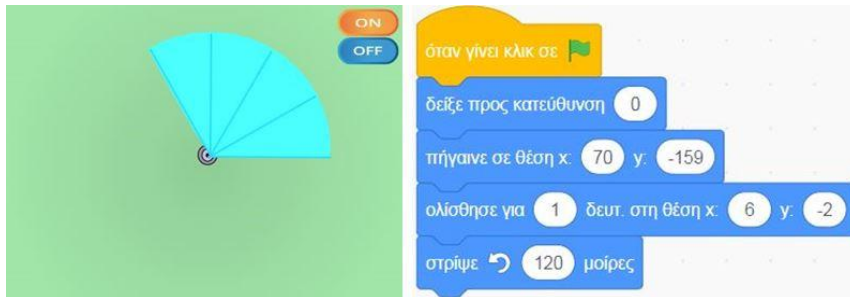 ON
OFF
όταν γίνει κλικ σε
δείξε προς κατεύθυνση 0
πήγαινε σε θέση x: 70 y: -159
ολίσθησε για 1 δευτ. στη θέση x: 6 y: -2
στρίψε 120 μοίρες